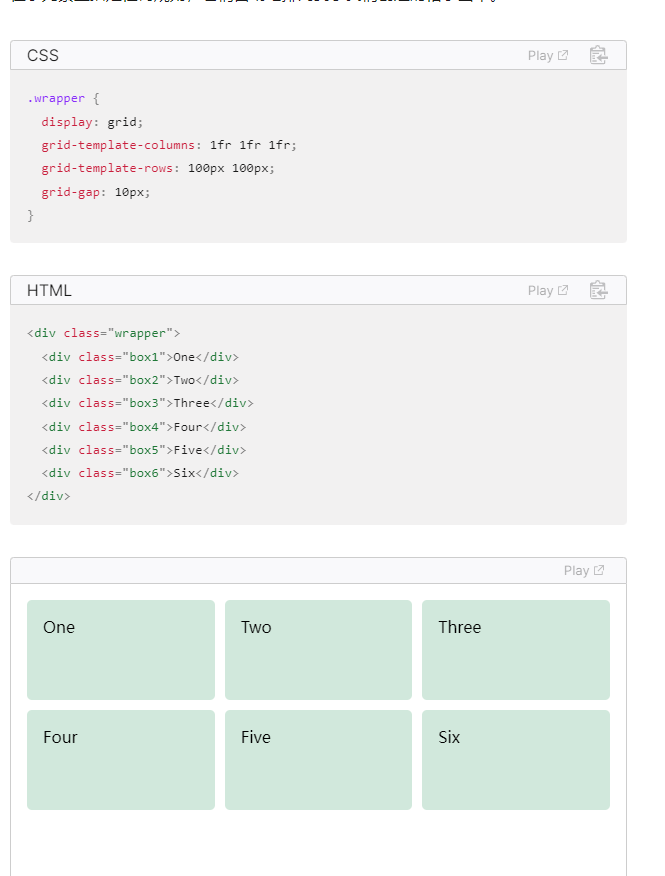 CSS
Play
.wrapper {
  display: grid;
  grid-template-columns: 1fr 1fr 1fr;
  grid-template-rows: 100px 100px;
  grid-gap: 10px;
}
HTML
Play
<div class="wrapper">
  <div class="box1">One</div>
  <div class="box2">Two</div>
  <div class="box3">Three</div>
  <div class="box4">Four</div>
  <div class="box5">Five</div>
  <div class="box6">Six</div>
</div>
Play
One Two Three
Four Five Six